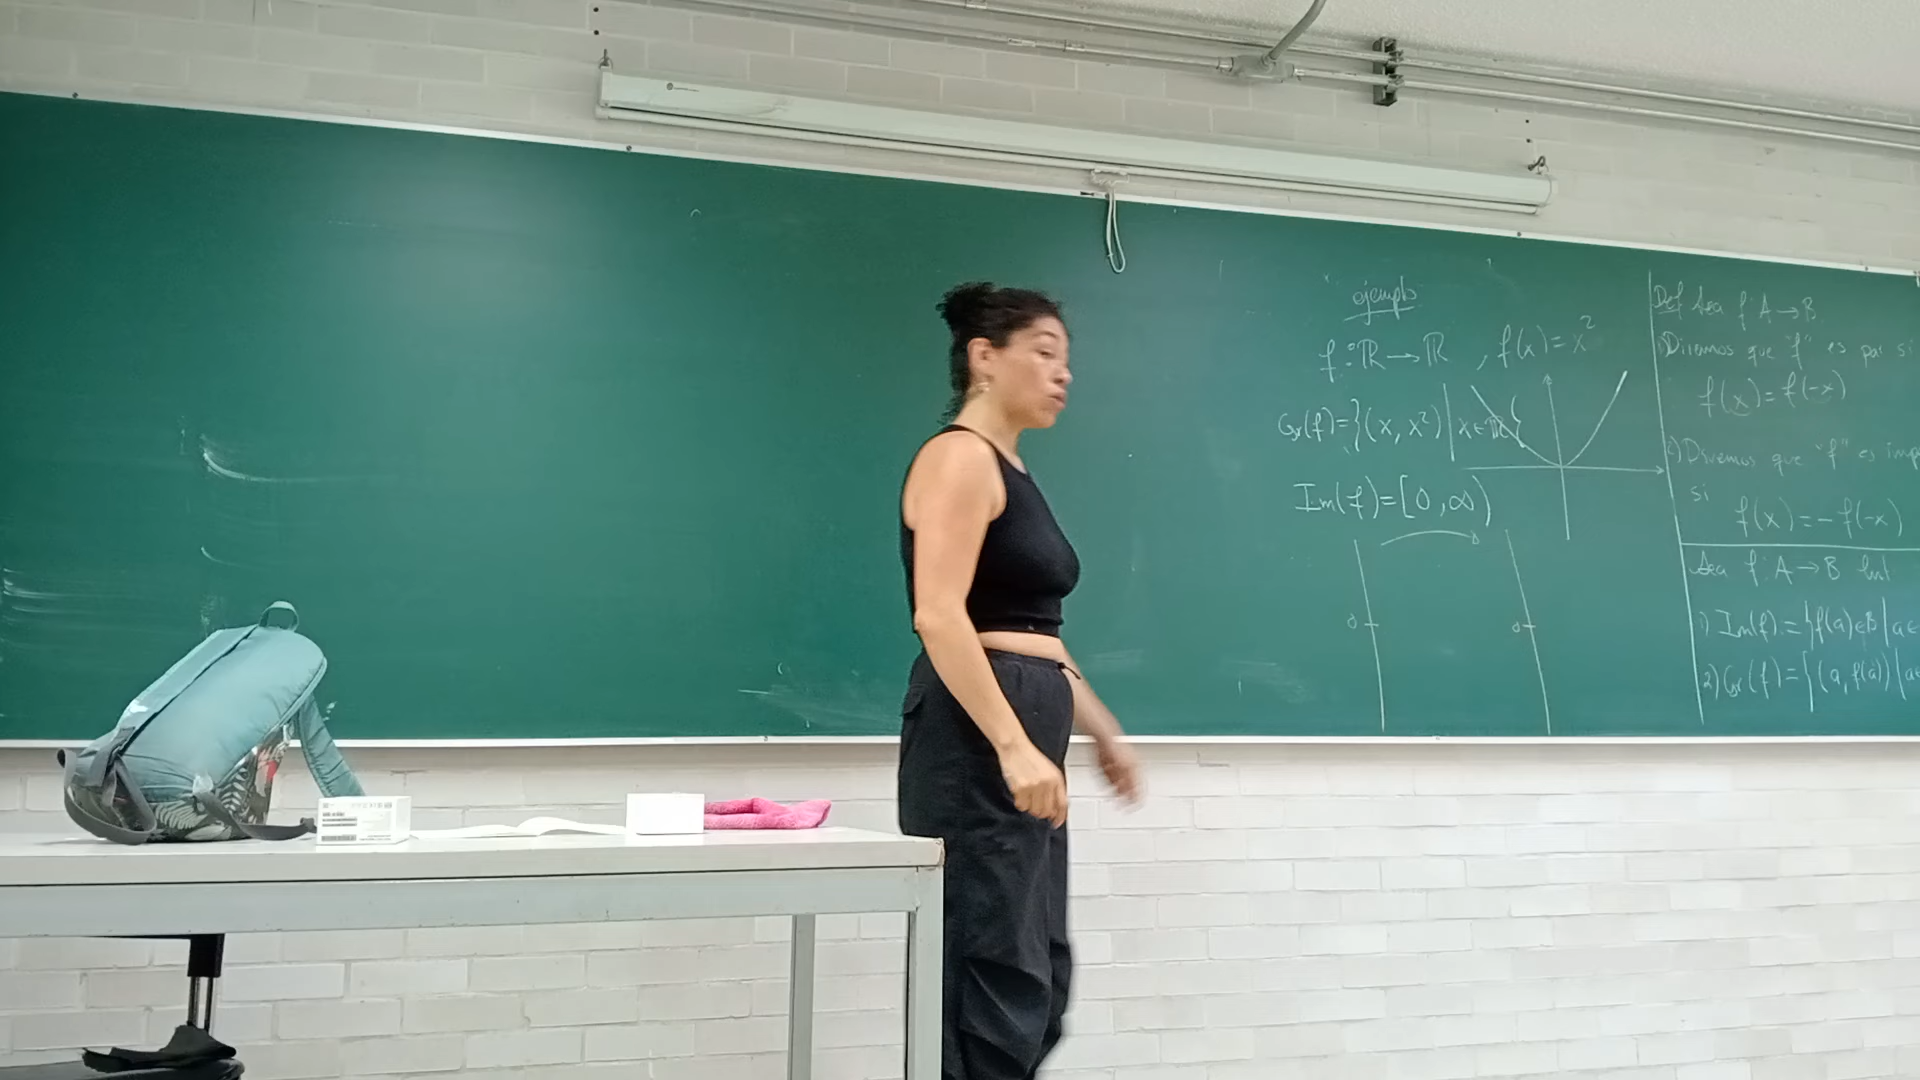 ejemplo
f: ℝ → ℝ , f(x) = x²
Gr(f) = {(x, x²) | x ∈ ℝ}
Im(f) = [0, ∞)
0
0
Def Sea f: A → B
1) Diremos que "f" es par si
f(x) = f(-x)
2) Diremos que "f" es imp
si
f(x) = - f(-x)
Sea f: A → B
1) Im(f) = {f(a) ∈ B | a ∈
2) Gr(f) = {(a, f(a)) | a ∈